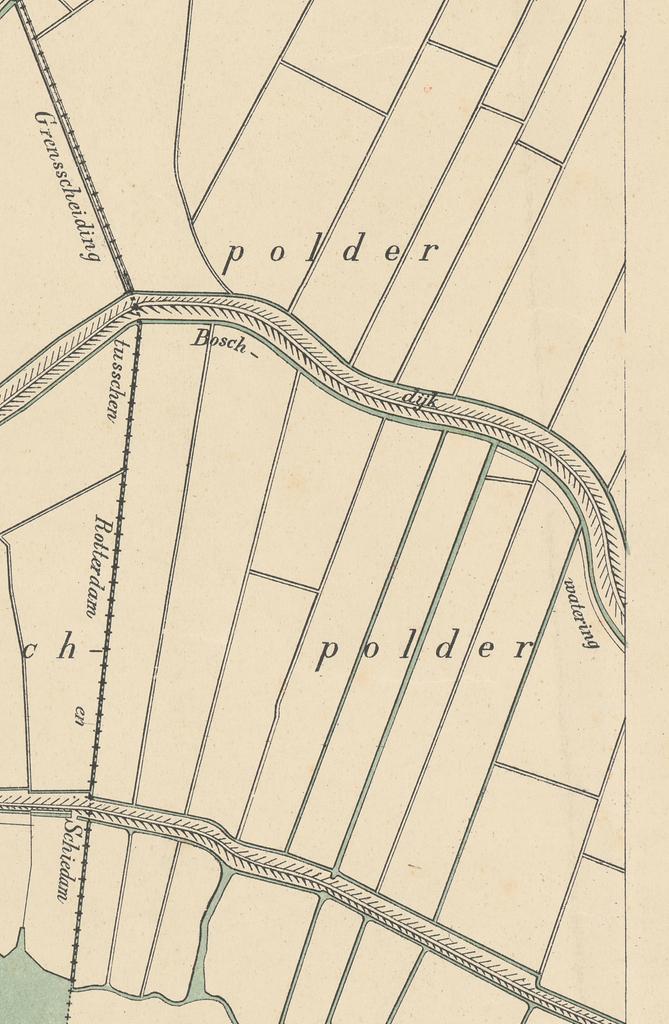 Grensscheiding
polder
Bosch-
dijk
tusschen
Rotterdam
watering
ch-
polder
en
Schiedam